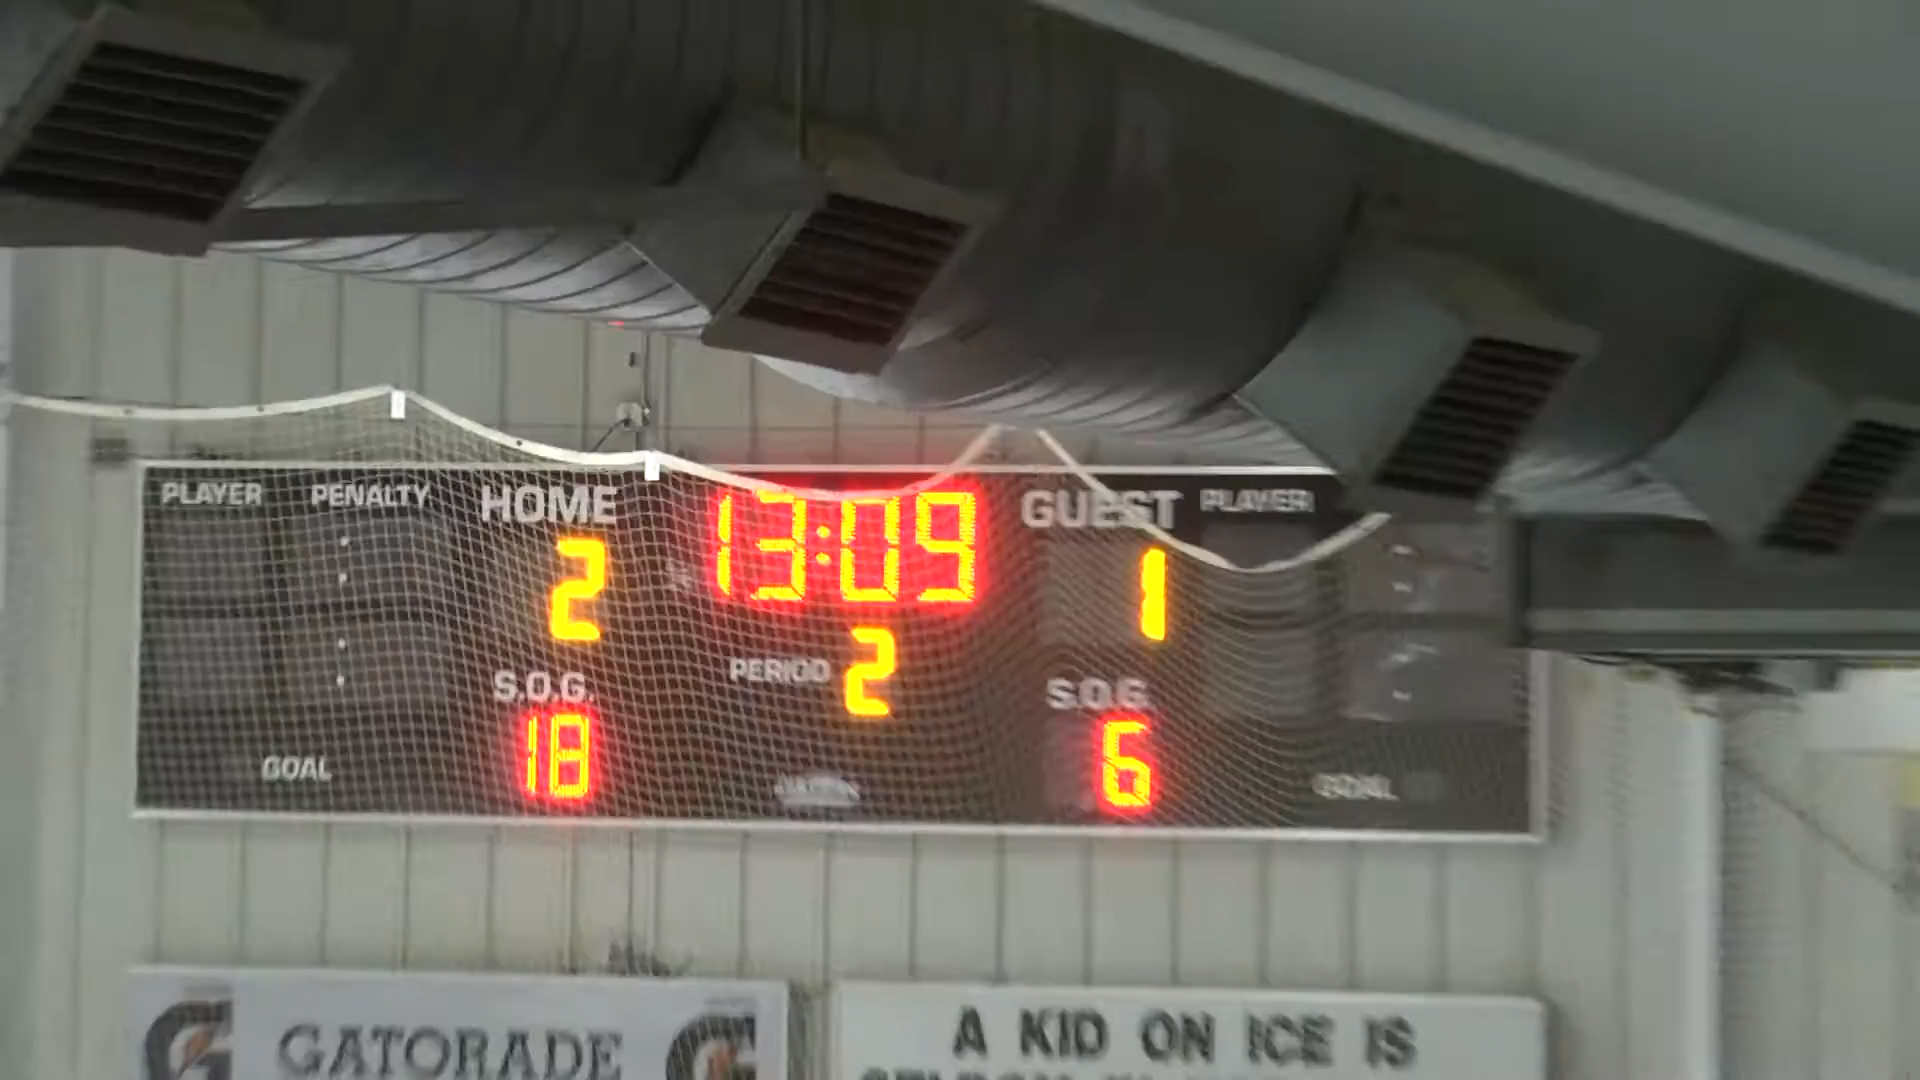 PLAYER PENALTY HOME 13:09 GUEST PLAYER
2 1
PERIOD 2
S.O.G. S.O.G.
18 6
GOAL GOAL
G GATORADE G
A KID ON ICE IS